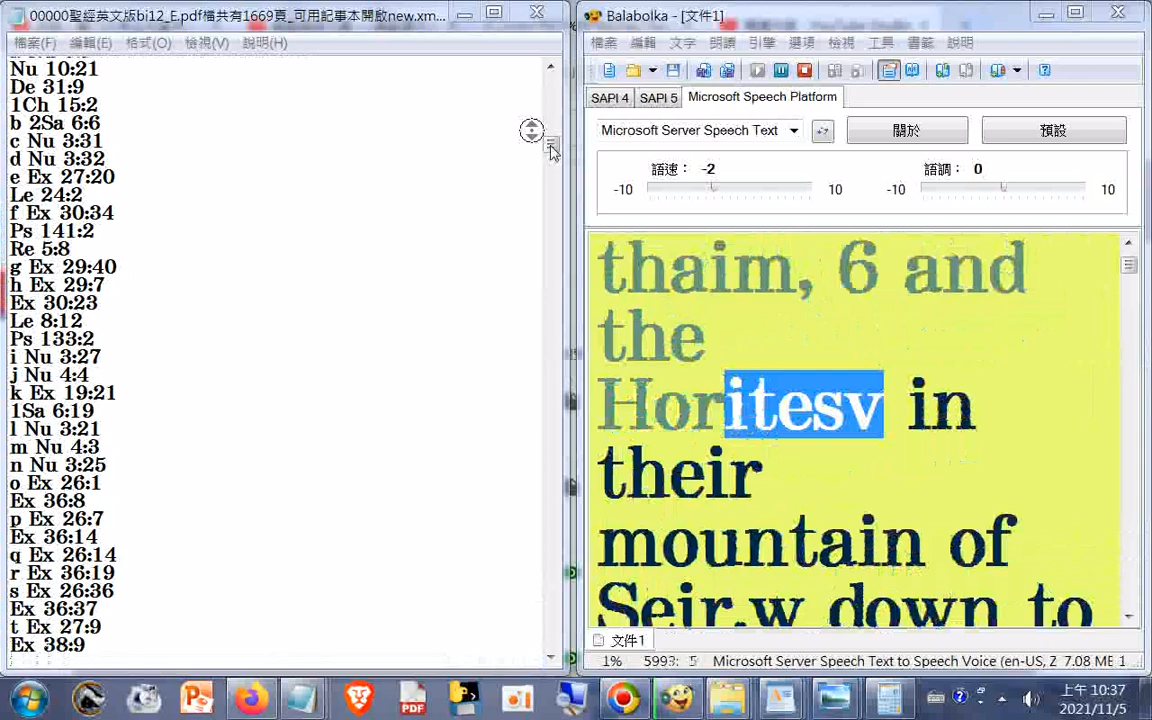 00000聖經英文版bi12_E.pdf檔共有1669頁_可用記事本開啟new.xm...
檔案(F) 編輯(E) 格式(O) 檢視(V) 說明(H)
Nu 10:21
De 31:9
1Ch 15:2
b 2Sa 6:6
c Nu 3:31
d Nu 3:32
e Ex 27:20
Le 24:2
f Ex 30:34
Ps 141:2
Re 5:8
g Ex 29:40
h Ex 29:7
Ex 30:23
Le 8:12
Ps 133:2
i Nu 3:27
j Nu 4:4
k Ex 19:21
1Sa 6:19
l Nu 3:21
m Nu 4:3
n Nu 3:25
o Ex 26:1
Ex 36:8
p Ex 26:7
Ex 36:14
q Ex 26:14
r Ex 36:19
s Ex 26:36
Ex 36:37
t Ex 27:9
Ex 38:9
Balabolka - [文件1]
檔案 編輯 文字 朗讀 引擎 選項 檢視 工具 書籤 說明
SAPI 4 SAPI 5 Microsoft Speech Platform
Microsoft Server Speech Text 關於 預設
語速： -2 語調： 0
-10 10 -10 10
thaim, 6 and
the
Horitesv in
their
mountain of
Seir,w down to
文件1
1% 5993: 5 Microsoft Server Speech Text to Speech Voice (en-US, Z 7.08 ME 1
PDF
上午 10:37
2021/11/5